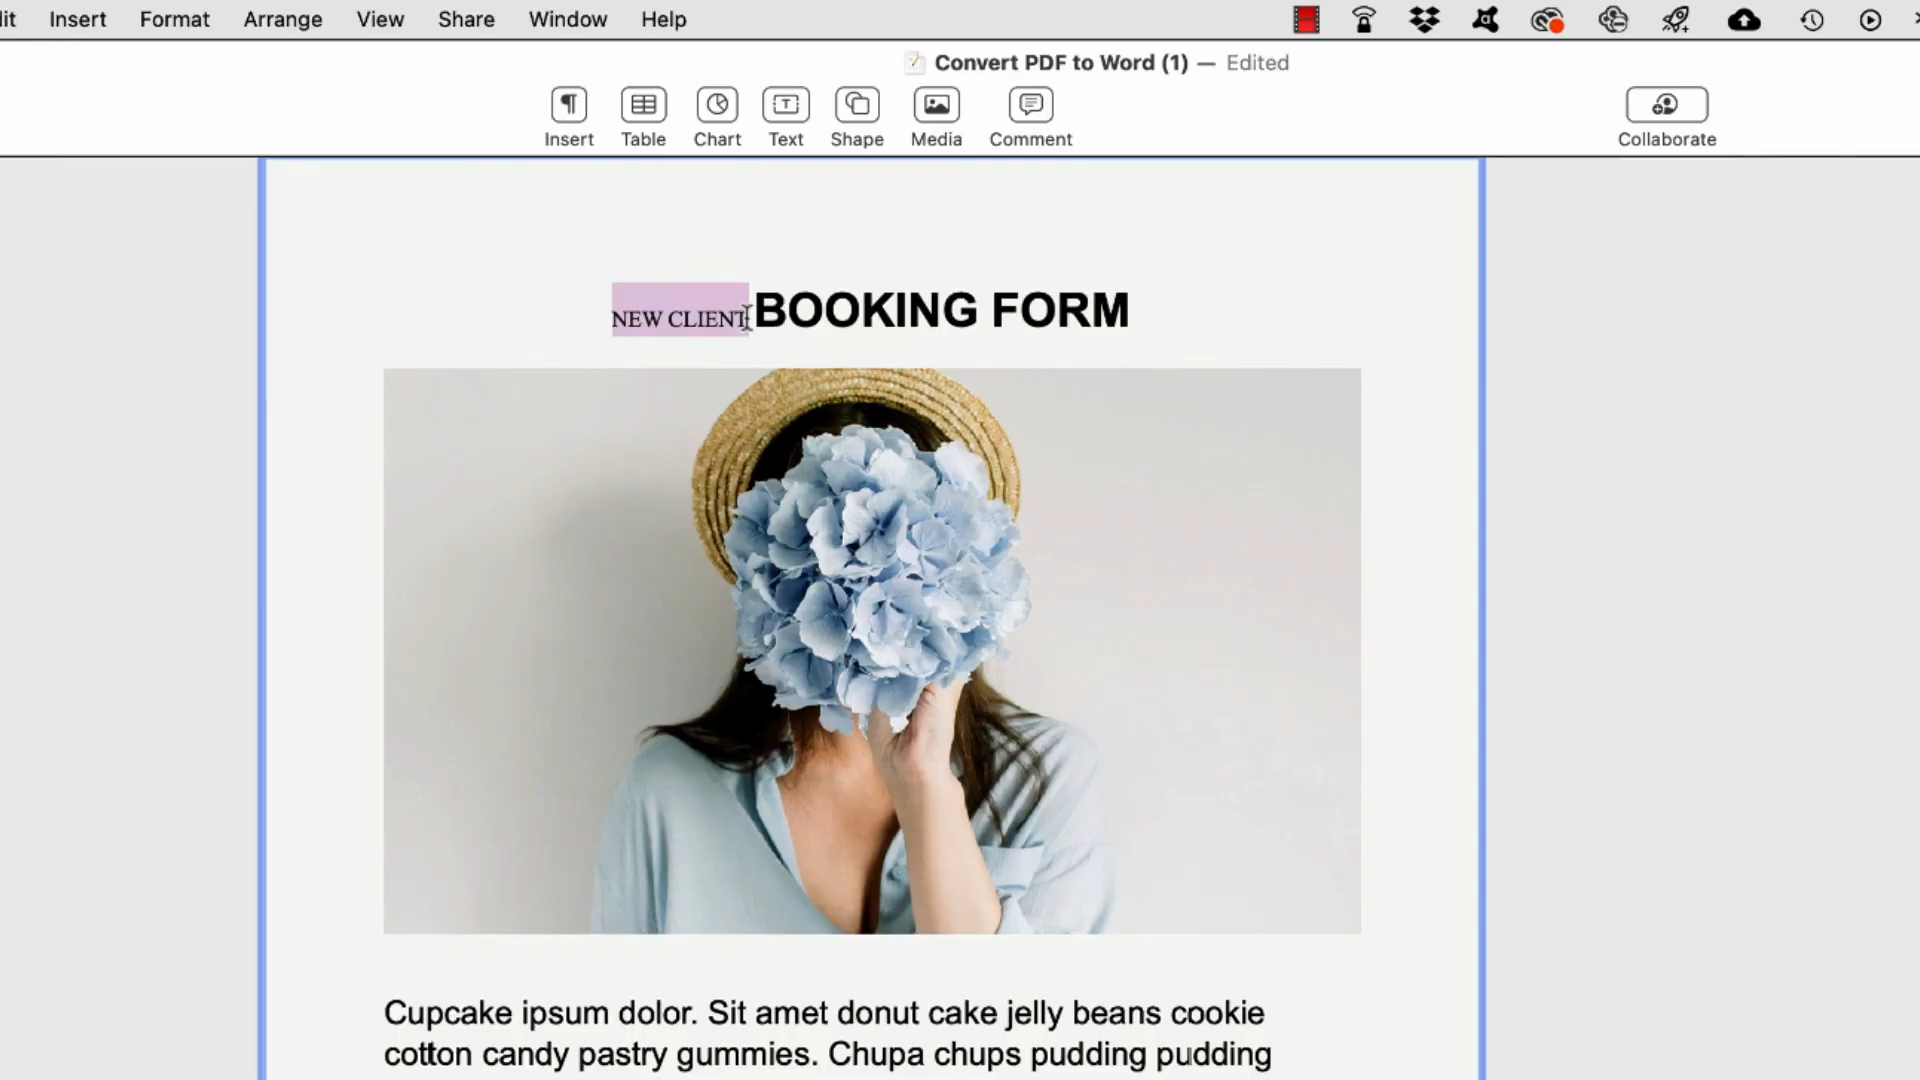 Insert Format Arrange View Share Window Help
Convert PDF to Word (1) — Edited
Insert Table Chart Text Shape Media Comment Collaborate
NEW CLIENT BOOKING FORM
Cupcake ipsum dolor. Sit amet donut cake jelly beans cookie
cotton candy pastry gummies. Chupa chups pudding pudding